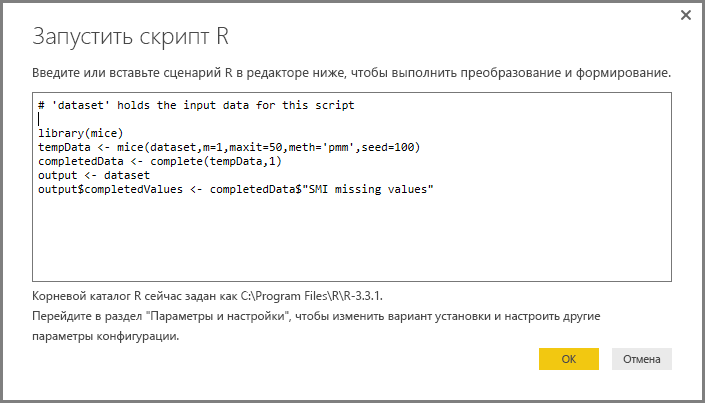 Запустить скрипт R
Введите или вставьте сценарий R в редакторе ниже, чтобы выполнить преобразование и формирование.
# 'dataset' holds the input data for this script
library(mice)
tempData <- mice(dataset,m=1,maxit=50,meth='pmm',seed=100)
completedData <- complete(tempData,1)
output <- dataset
output$completedValues <- completedData$"SMI missing values"
Корневой каталог R сейчас задан как C:\Program Files\R\R-3.3.1.
Перейдите в раздел "Параметры и настройки", чтобы изменить вариант установки и настроить другие
параметры конфигурации.
ОК
Отмена